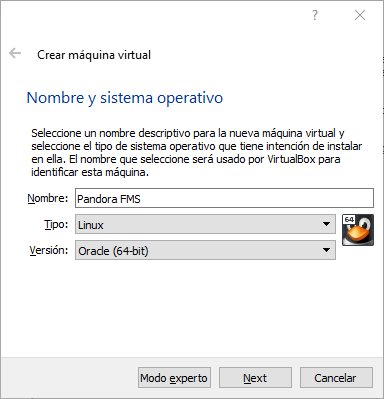 ?
Crear máquina virtual
Nombre y sistema operativo
Seleccione un nombre descriptivo para la nueva máquina virtual y
seleccione el tipo de sistema operativo que tiene intención de instalar
en ella. El nombre que seleccione será usado por VirtualBox para
identificar esta máquina.
Nombre: Pandora FMS
Tipo: Linux
64
Versión: Oracle (64-bit)
Modo experto Next Cancelar